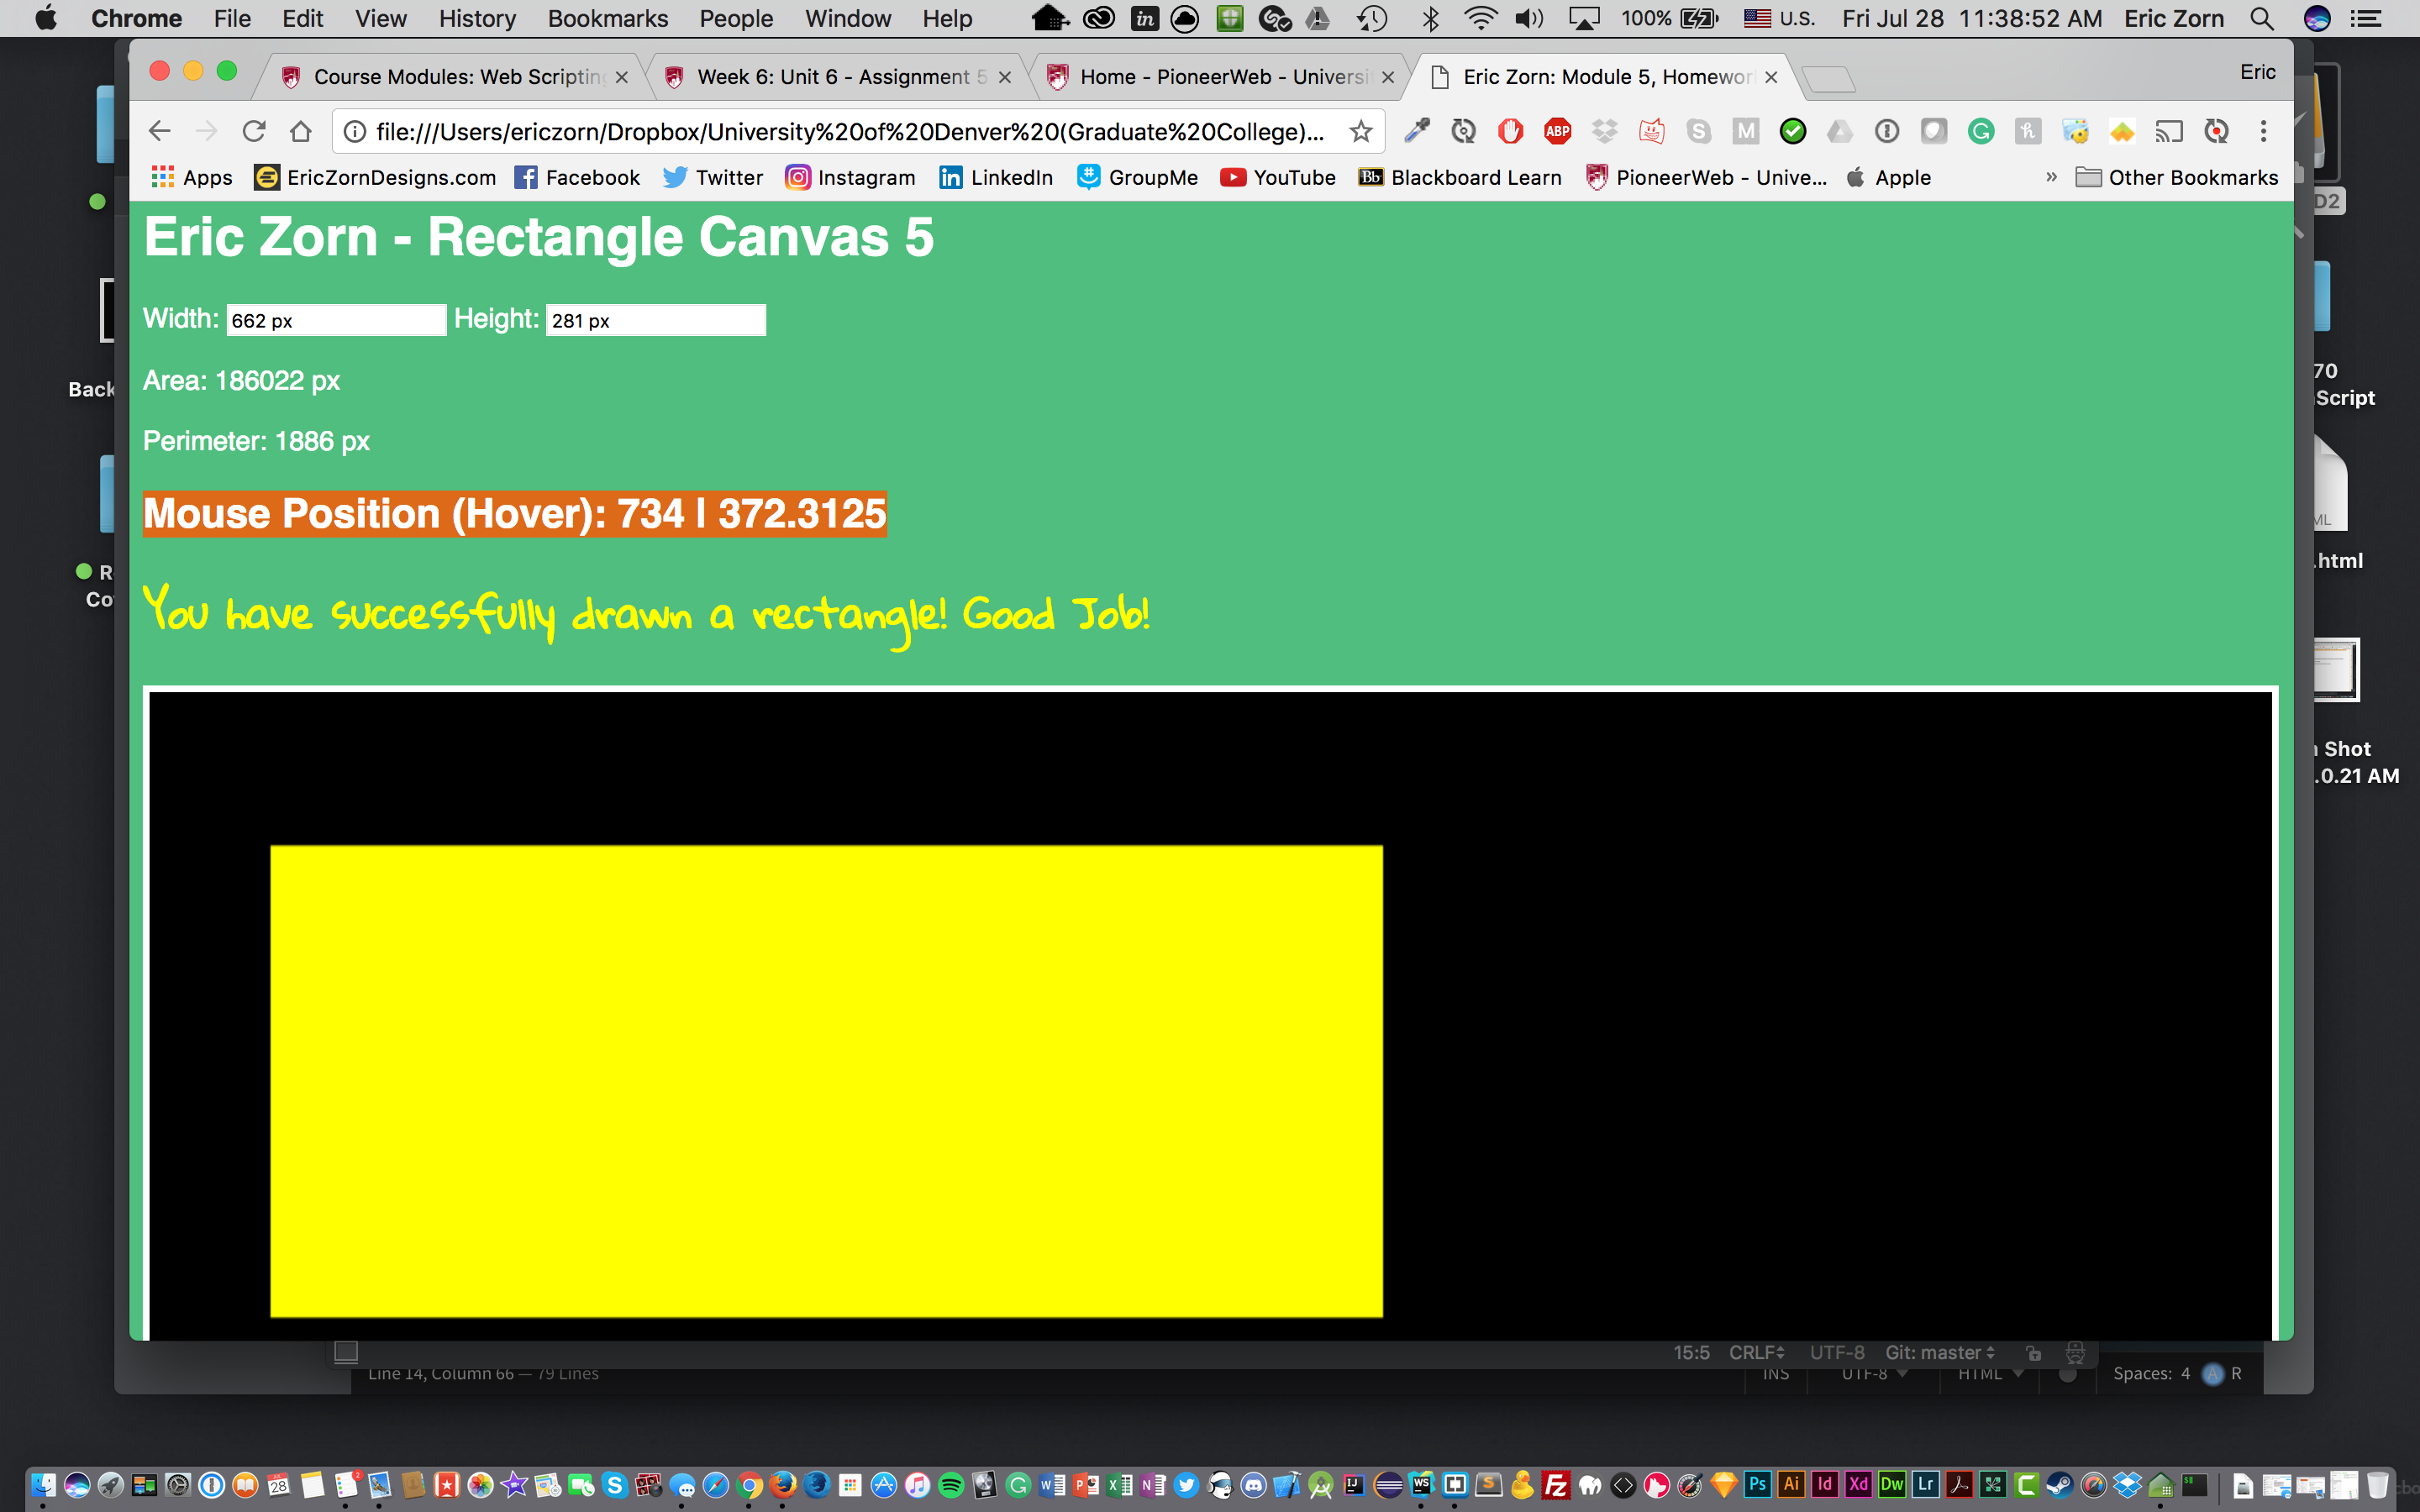 Chrome File Edit View History Bookmarks People Window Help 100% U.S. Fri Jul 28 11:38:52 AM Eric Zorn
Course Modules: Web Scripting Week 6: Unit 6 - Assignment 5 Home - PioneerWeb - Universi Eric Zorn: Module 5, Homewor Eric
file:///Users/ericzorn/Dropbox/University%20of%20Denver%20(Graduate%20College)...
Apps EricZornDesigns.com Facebook Twitter Instagram LinkedIn GroupMe YouTube Blackboard Learn PioneerWeb - Unive... Apple » Other Bookmarks
D2
Eric Zorn - Rectangle Canvas 5
Width: 662 px Height: 281 px
Area: 186022 px
Perimeter: 1886 px
Mouse Position (Hover): 734 | 372.3125
You have successfully drawn a rectangle! Good Job!
Back
70
Script
.html
Shot
.0.21 AM
15:5 CRLF UTF-8 Git: master
Line 14, Column 66 — 79 Lines INS UTF-8 HTML Spaces: 4 R